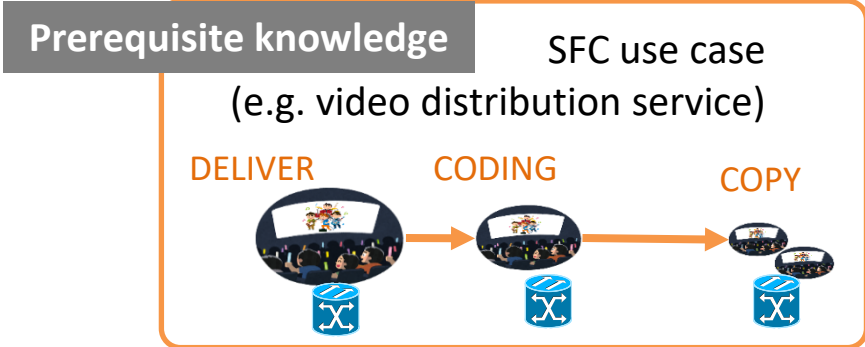 Prerequisite knowledge
SFC use case
(e.g. video distribution service)
DELIVER
CODING
COPY